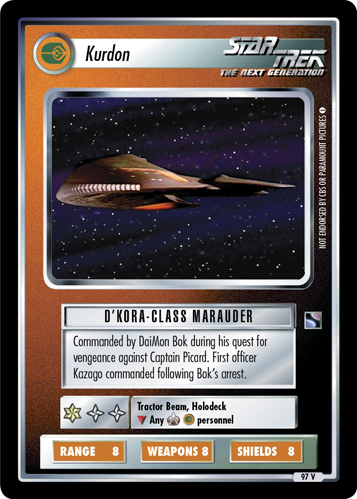 Kurdon
STAR TREK
THE NEXT GENERATION
NOT ENDORSED BY CBS OR PARAMOUNT PICTURES
D'KORA-CLASS MARAUDER
Commanded by DaiMon Bok during his quest for
vengeance against Captain Picard. First officer
Kazago commanded following Bok's arrest.
Tractor Beam, Holodeck
Any personnel
RANGE 8 WEAPONS 8 SHIELDS 8
97 V